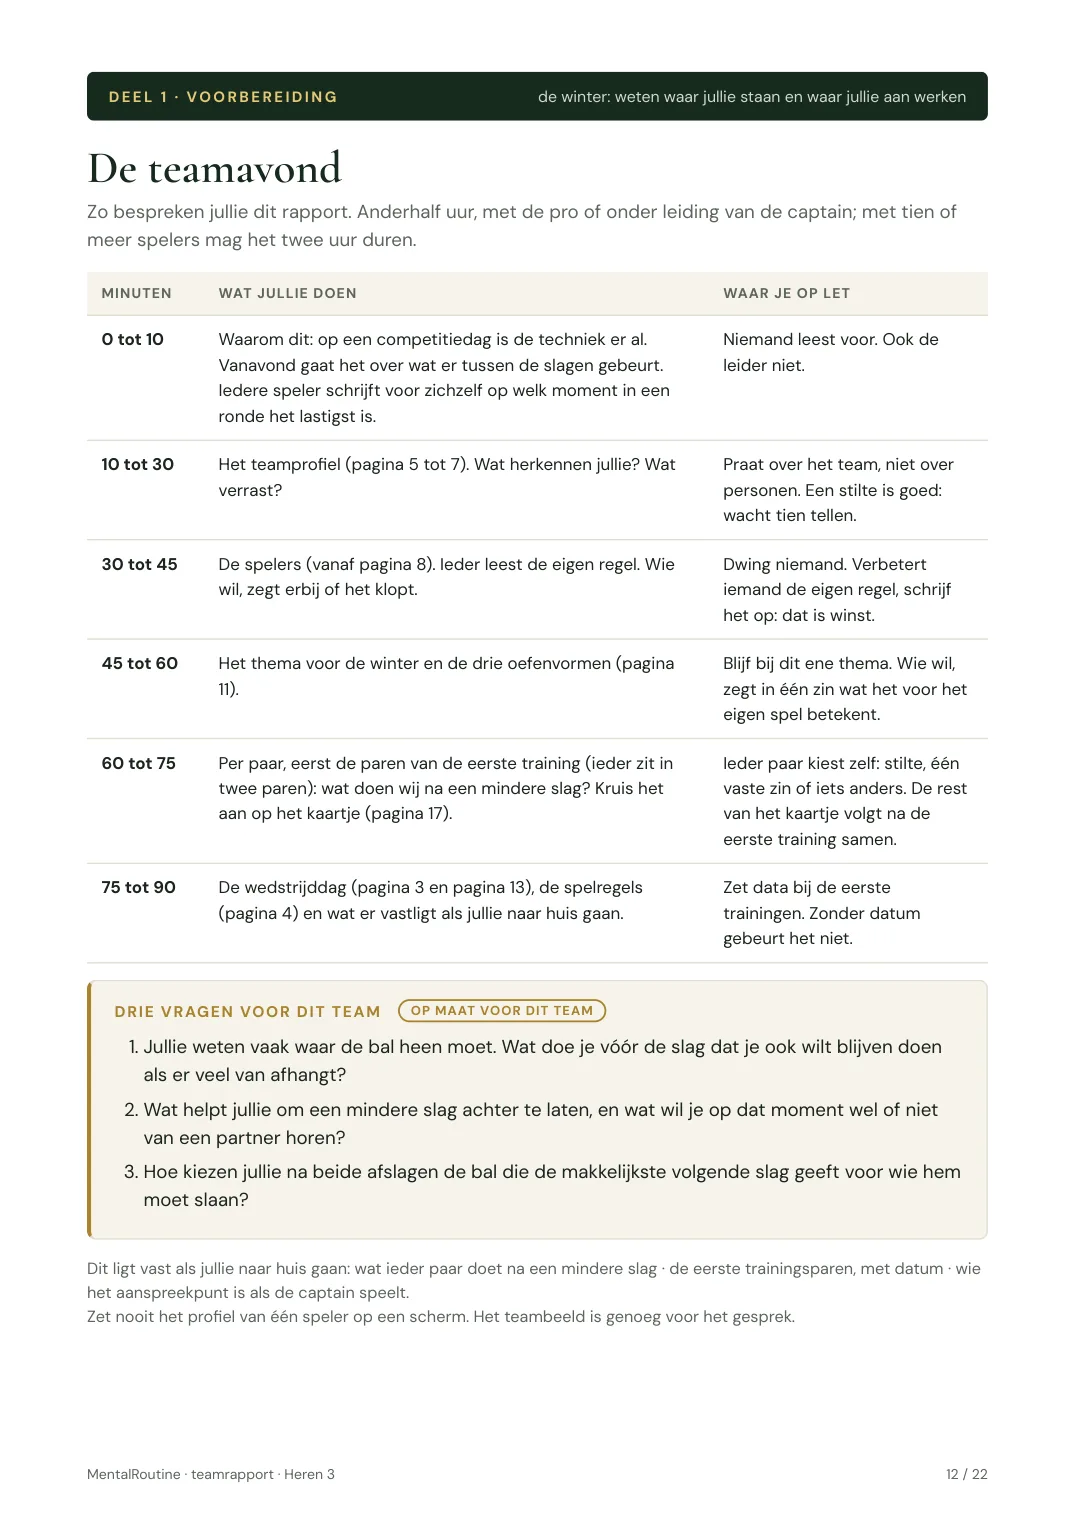 DEEL 1 · VOORBEREIDING
de winter: weten waar jullie staan en waar jullie aan werken
De teamavond
Zo bespreken jullie dit rapport. Anderhalf uur, met de pro of onder leiding van de captain; met tien of
meer spelers mag het twee uur duren.
MINUTEN WAT JULLIE DOEN WAAR JE OP LET
0 tot 10
Waarom dit: op een competitiedag is de techniek er al.
Vanavond gaat het over wat er tussen de slagen gebeurt.
Iedere speler schrijft voor zichzelf op welk moment in een
ronde het lastigst is.
Niemand leest voor. Ook de
leider niet.
10 tot 30
Het teamprofiel (pagina 5 tot 7). Wat herkennen jullie? Wat
verrast?
Praat over het team, niet over
personen. Een stilte is goed:
wacht tien tellen.
30 tot 45
De spelers (vanaf pagina 8). Ieder leest de eigen regel. Wie
wil, zegt erbij of het klopt.
Dwing niemand. Verbetert
iemand de eigen regel, schrijf
het op: dat is winst.
45 tot 60
Het thema voor de winter en de drie oefenvormen (pagina
11).
Blijf bij dit ene thema. Wie wil,
zegt in één zin wat het voor het
eigen spel betekent.
60 tot 75
Per paar, eerst de paren van de eerste training (ieder zit in
twee paren): wat doen wij na een mindere slag? Kruis het
aan op het kaartje (pagina 17).
Ieder paar kiest zelf: stilte, één
vaste zin of iets anders. De rest
van het kaartje volgt na de
eerste training samen.
75 tot 90
De wedstrijddag (pagina 3 en pagina 13), de spelregels
(pagina 4) en wat er vastligt als jullie naar huis gaan.
Zet data bij de eerste
trainingen. Zonder datum
gebeurt het niet.
DRIE VRAGEN VOOR DIT TEAM OP MAAT VOOR DIT TEAM
1. Jullie weten vaak waar de bal heen moet. Wat doe je vóór de slag dat je ook wilt blijven doen
als er veel van afhangt?
2. Wat helpt jullie om een mindere slag achter te laten, en wat wil je op dat moment wel of niet
van een partner horen?
3. Hoe kiezen jullie na beide afslagen de bal die de makkelijkste volgende slag geeft voor wie hem
moet slaan?
Dit ligt vast als jullie naar huis gaan: wat ieder paar doet na een mindere slag · de eerste trainingsparen, met datum · wie
het aanspreekpunt is als de captain speelt.
Zet nooit het profiel van één speler op een scherm. Het teambeeld is genoeg voor het gesprek.
MentalRoutine · teamrapport · Heren 3
12 / 22